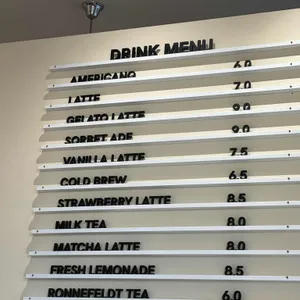 DRINK MENU
AMERICANO 6.0
LATTE 7.0
GELATO LATTE 9.0
SORBET ADE 9.0
VANILLA LATTE 7.5
COLD BREW 6.5
STRAWBERRY LATTE 8.5
MILK TEA 8.0
MATCHA LATTE 8.0
FRESH LEMONADE 8.5
RONNEFELDT TEA 6.0